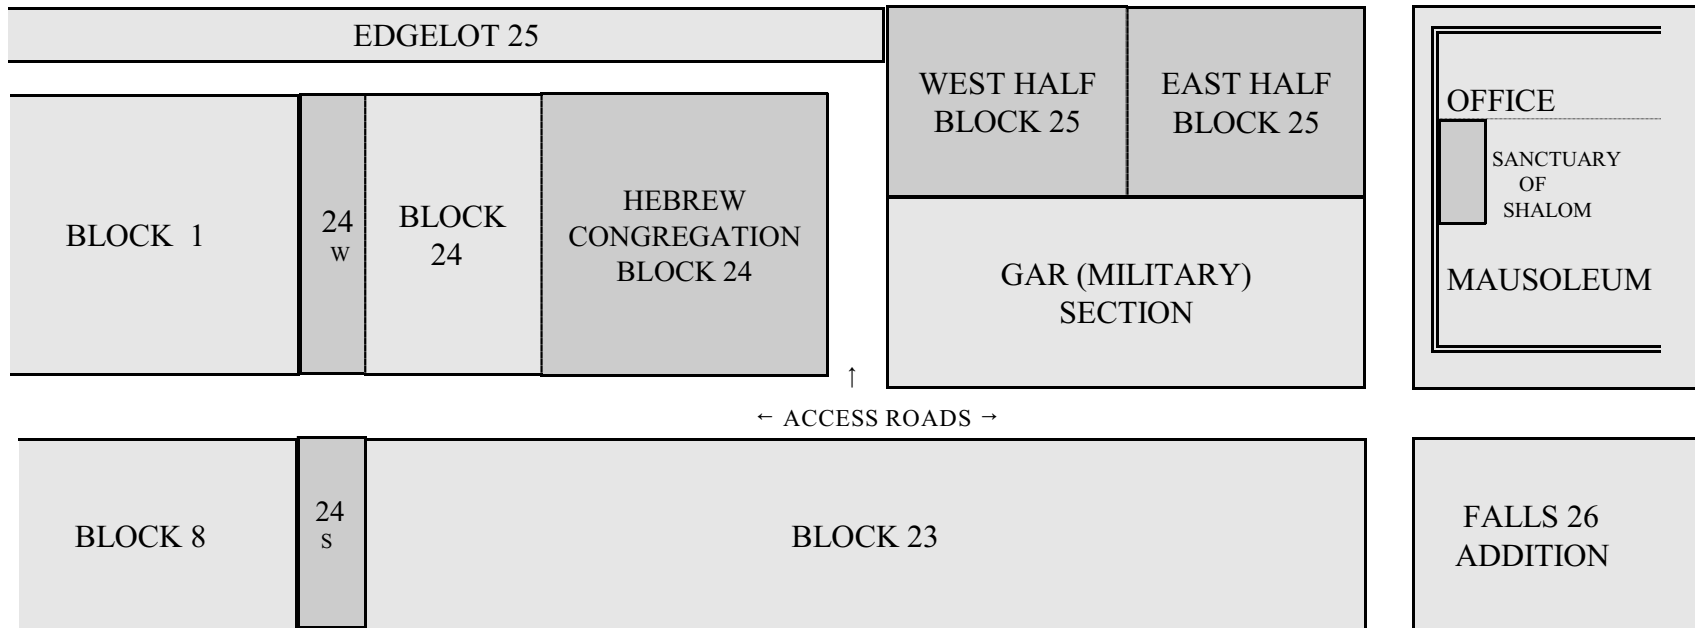 EDGELOT 25
WEST HALF
BLOCK 25
EAST HALF
BLOCK 25
OFFICE
SANCTUARY
OF
SHALOM
MAUSOLEUM
BLOCK 1
24
W
BLOCK
24
HEBREW
CONGREGATION
BLOCK 24
GAR (MILITARY)
SECTION
↑
← ACCESS ROADS →
BLOCK 8
24
S
BLOCK 23
FALLS 26
ADDITION